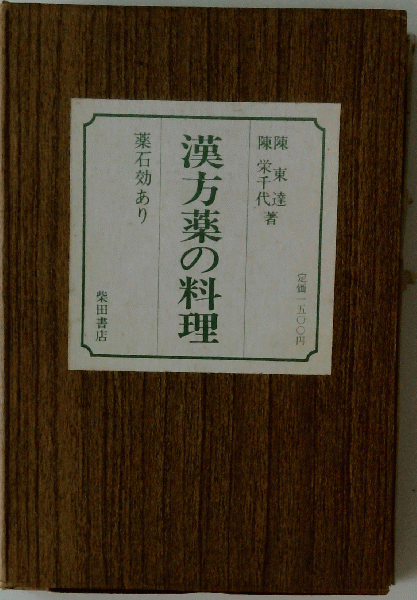 定価一五〇〇円
陳東達
陳栄千代 著
漢方薬の料理
薬石効あり
柴田書店